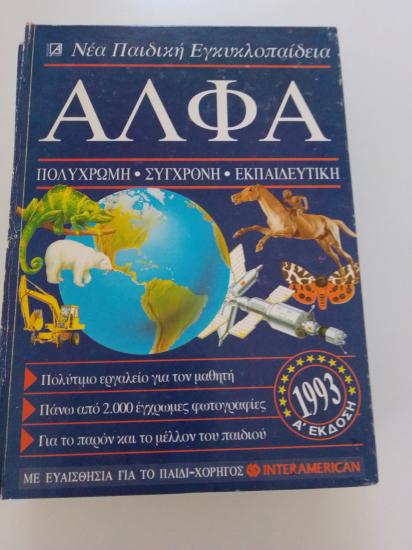 Νέα Παιδική Εγκυκλοπαίδεια
ΑΛΦΑ
ΠΟΛΥΧΡΩΜΗ • ΣΥΓΧΡΟΝΗ • ΕΚΠΑΙΔΕΥΤΙΚΗ
Πολύτιμο εργαλείο για τον μαθητή
Πάνω από 2.000 έγχρωμες φωτογραφίες
Για το παρόν και το μέλλον του παιδιού
1993
Α' ΕΚΔΟΣΗ
ΜΕ ΕΥΑΙΣΘΗΣΙΑ ΓΙΑ ΤΟ ΠΑΙΔΙ-ΧΟΡΗΓΟΣ INTERAMERICAN